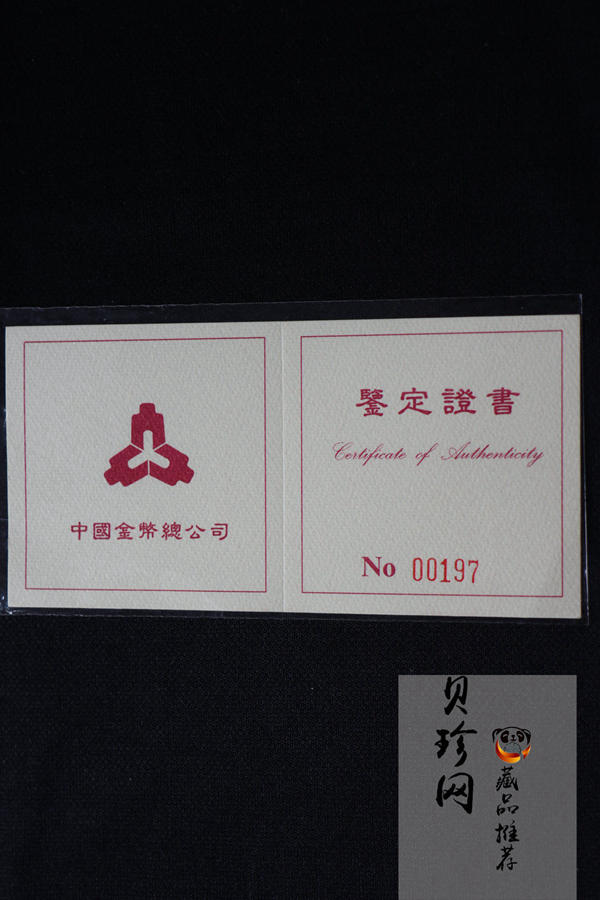 中國金幣總公司
鑒定證書
Certificate of Authenticity
No 00197
贝珍网
藏品推荐